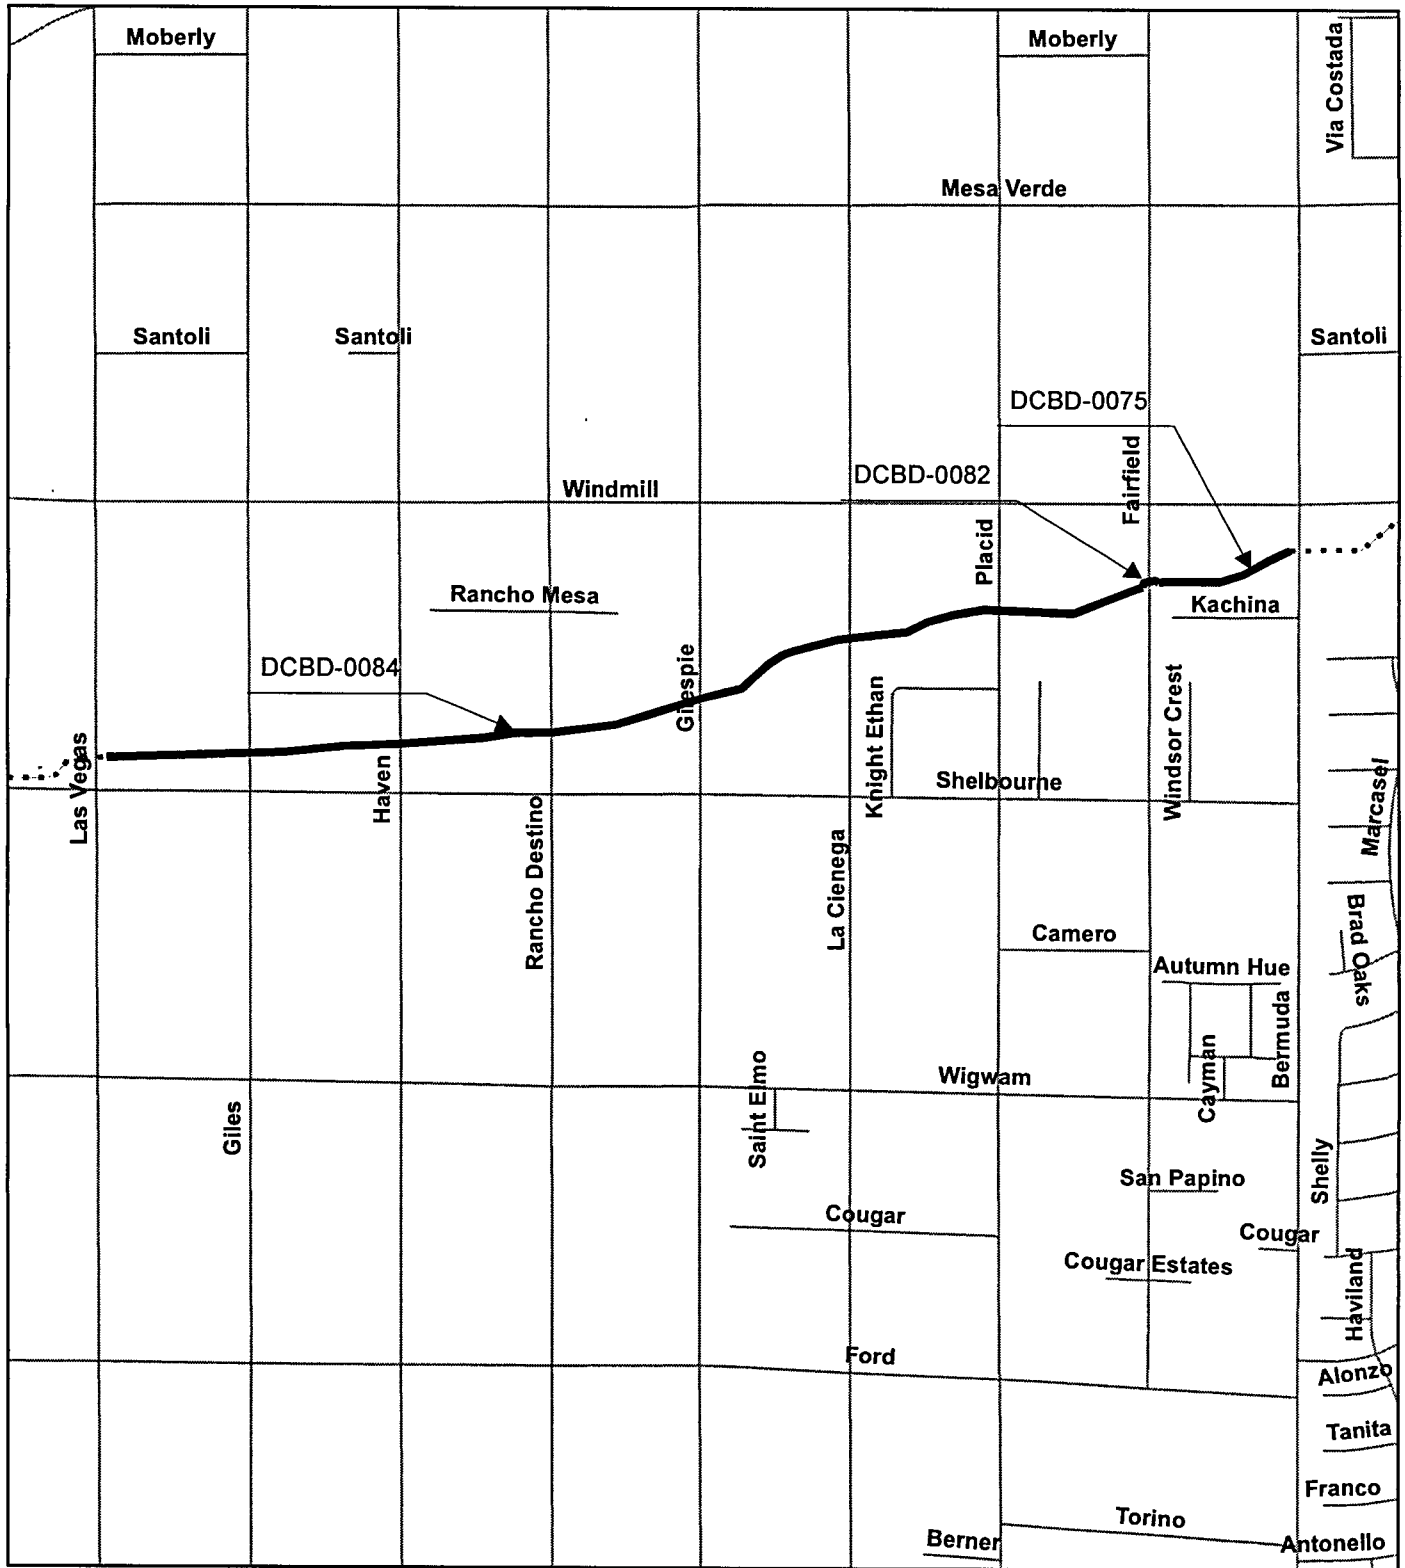 Moberly
Moberly
Via Costada
Mesa Verde
Santoli
Santoli
Santoli
DCBD-0075
DCBD-0082
Fairfield
Windmill
Placid
Rancho Mesa
Kachina
DCBD-0084
Gilespie
Knight Ethan
Windsor Crest
Las Vegas
Haven
Shelbourne
Marcasel
Rancho Destino
La Cienega
Brad Oaks
Camero
Autumn Hue
Bermuda
Cayman
Saint Elmo
Wigwam
Giles
Shelly
San Papino
Cougar
Cougar
Cougar Estates
Haviland
Ford
Alonzo
Tanita
Franco
Torino
Berner
Antonello